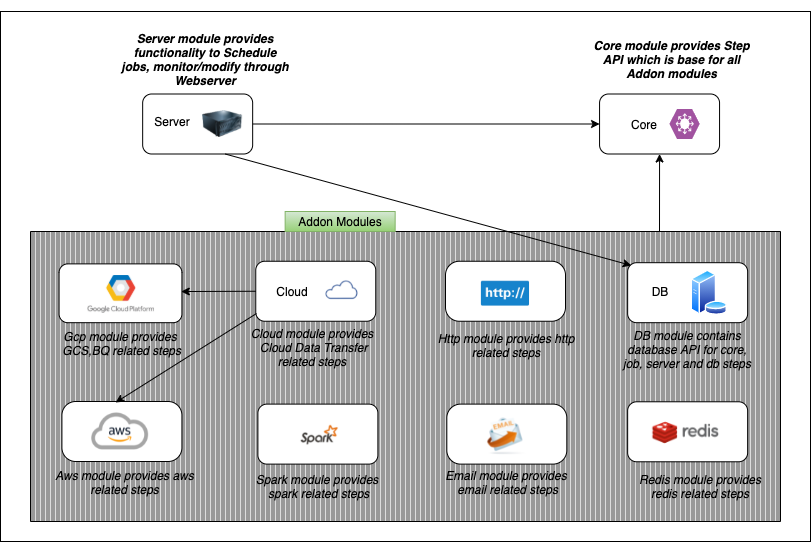 Server module provides
functionality to Schedule
jobs, monitor/modify through
Webserver
Core module provides Step
API which is base for all
Addon modules
Server
Core
Addon Modules
Google Cloud Platform
Cloud
http://
DB
Gcp module provides
GCS,BQ related steps
Cloud module provides
Cloud Data Transfer
related steps
Http module provides http
related steps
DB module contains
database API for core,
job, server and db steps
aws
Spark
EMAIL
redis
Aws module provides aws
related steps
Spark module provides
spark related steps
Email module provides
email related steps
Redis module provides
redis related steps